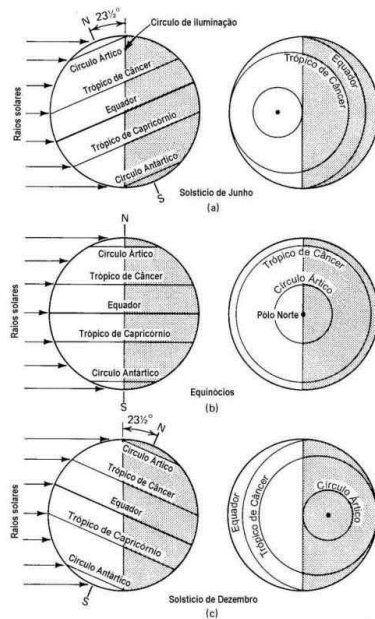 23½°
N
Círculo de iluminação
Círculo Ártico
Trópico de Câncer
Equador
Trópico de Capricórnio
Círculo Antártico
S
Raios solares
Equador
Trópico de Câncer
Solstício de Junho
(a)
N
Círculo Ártico
Trópico de Câncer
Equador
Trópico de Capricórnio
Círculo Antártico
S
Trópico de Câncer
Círculo Ártico
Pólo Norte
Equinócios
(b)
23½°
N
Círculo Ártico
Trópico de Câncer
Equador
Trópico de Capricórnio
Círculo Antártico
S
Raios solares
Equador
Trópico de Câncer
Círculo Ártico
Solstício de Dezembro
(c)